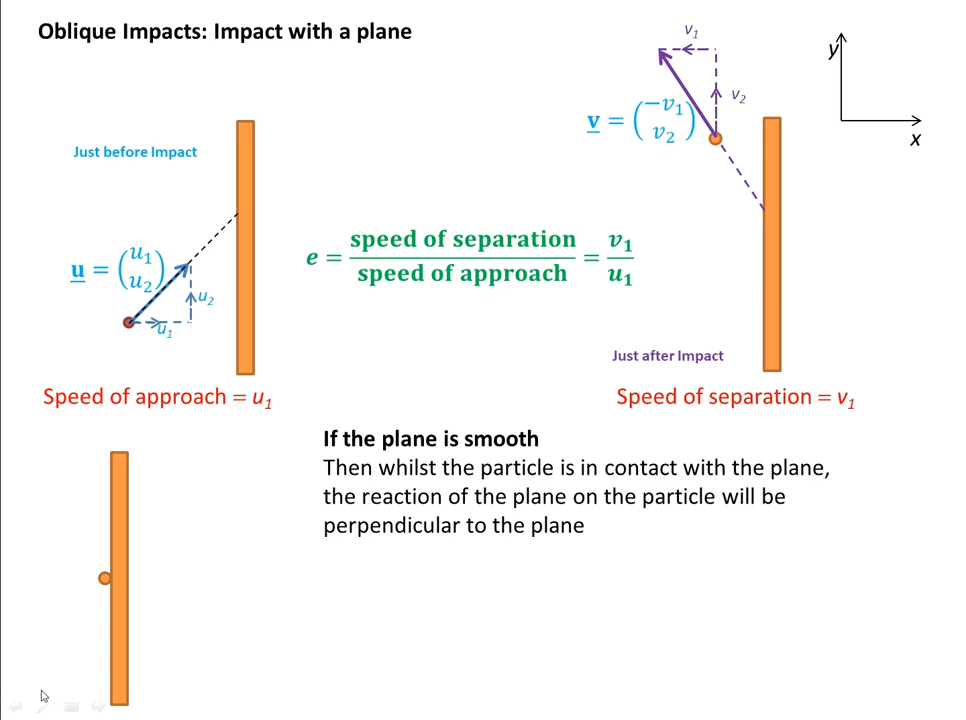 Oblique Impacts: Impact with a plane
v₁
y
v₂
v = (−v₁ v₂)
x
Just before Impact
u = (u₁ u₂)
e = speed of separation / speed of approach = v₁ / u₁
u₂
u₁
Just after Impact
Speed of approach = u₁
Speed of separation = v₁
If the plane is smooth
Then whilst the particle is in contact with the plane,
the reaction of the plane on the particle will be
perpendicular to the plane